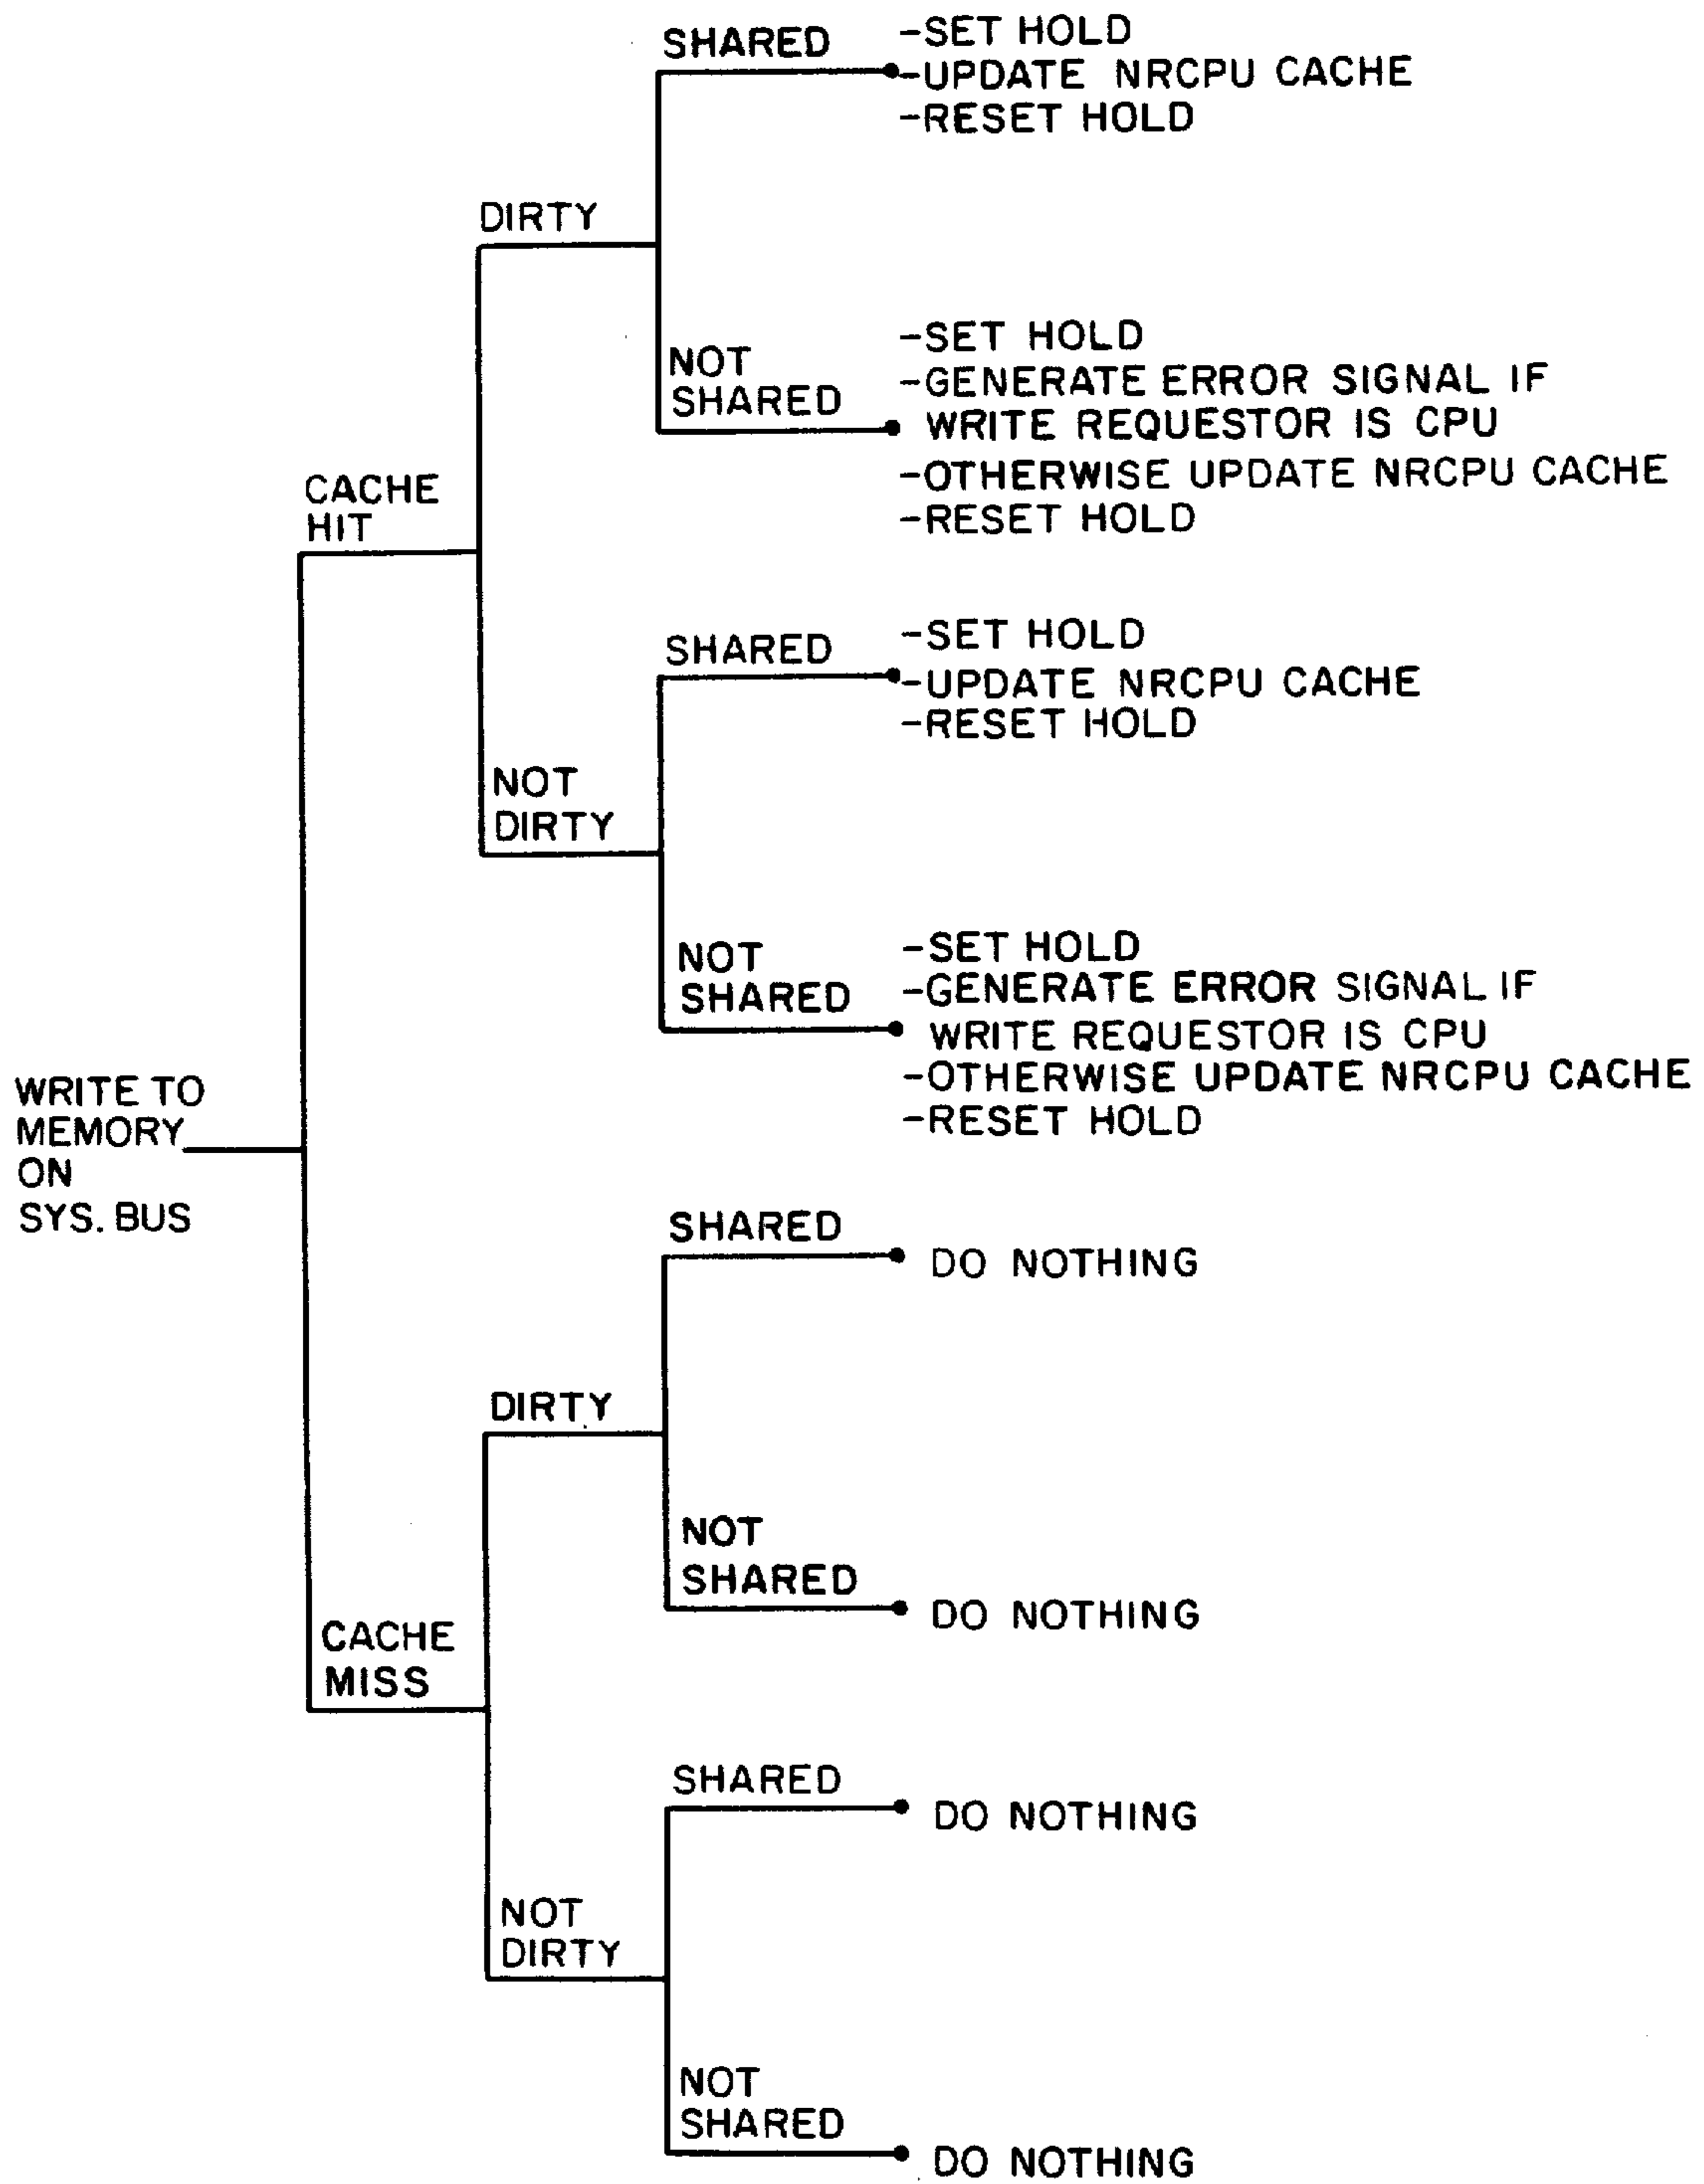 SHARED
-SET HOLD
-UPDATE NRCPU CACHE
-RESET HOLD
DIRTY
NOT
SHARED
-SET HOLD
-GENERATE ERROR SIGNAL IF
WRITE REQUESTOR IS CPU
-OTHERWISE UPDATE NRCPU CACHE
-RESET HOLD
CACHE
HIT
SHARED
-SET HOLD
-UPDATE NRCPU CACHE
-RESET HOLD
NOT
DIRTY
NOT
SHARED
-SET HOLD
-GENERATE ERROR SIGNAL IF
WRITE REQUESTOR IS CPU
-OTHERWISE UPDATE NRCPU CACHE
-RESET HOLD
WRITE TO
MEMORY
ON
SYS. BUS
SHARED
DO NOTHING
DIRTY
NOT
SHARED
DO NOTHING
CACHE
MISS
SHARED
DO NOTHING
NOT
DIRTY
NOT
SHARED
DO NOTHING